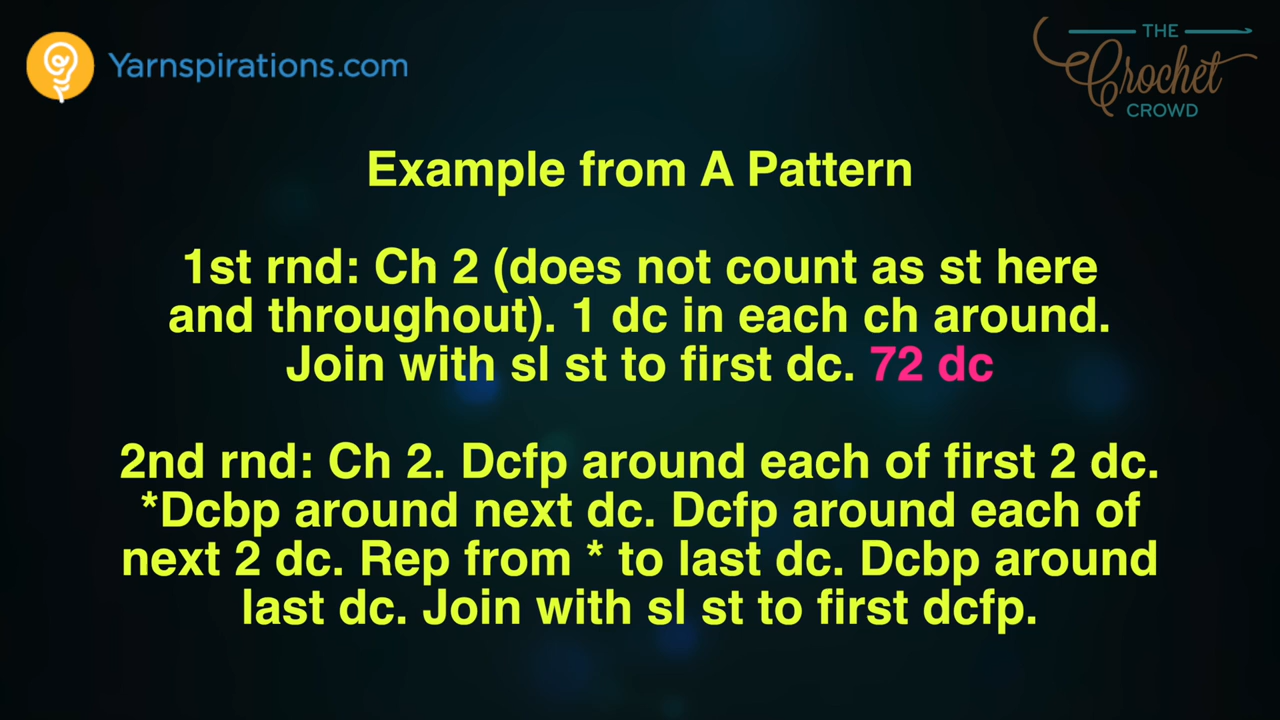 Yarnspirations.com
THE
Crochet
CROWD
Example from A Pattern
1st rnd: Ch 2 (does not count as st here
and throughout). 1 dc in each ch around.
Join with sl st to first dc. 72 dc
2nd rnd: Ch 2. Dcfp around each of first 2 dc.
*Dcbp around next dc. Dcfp around each of
next 2 dc. Rep from * to last dc. Dcbp around
last dc. Join with sl st to first dcfp.